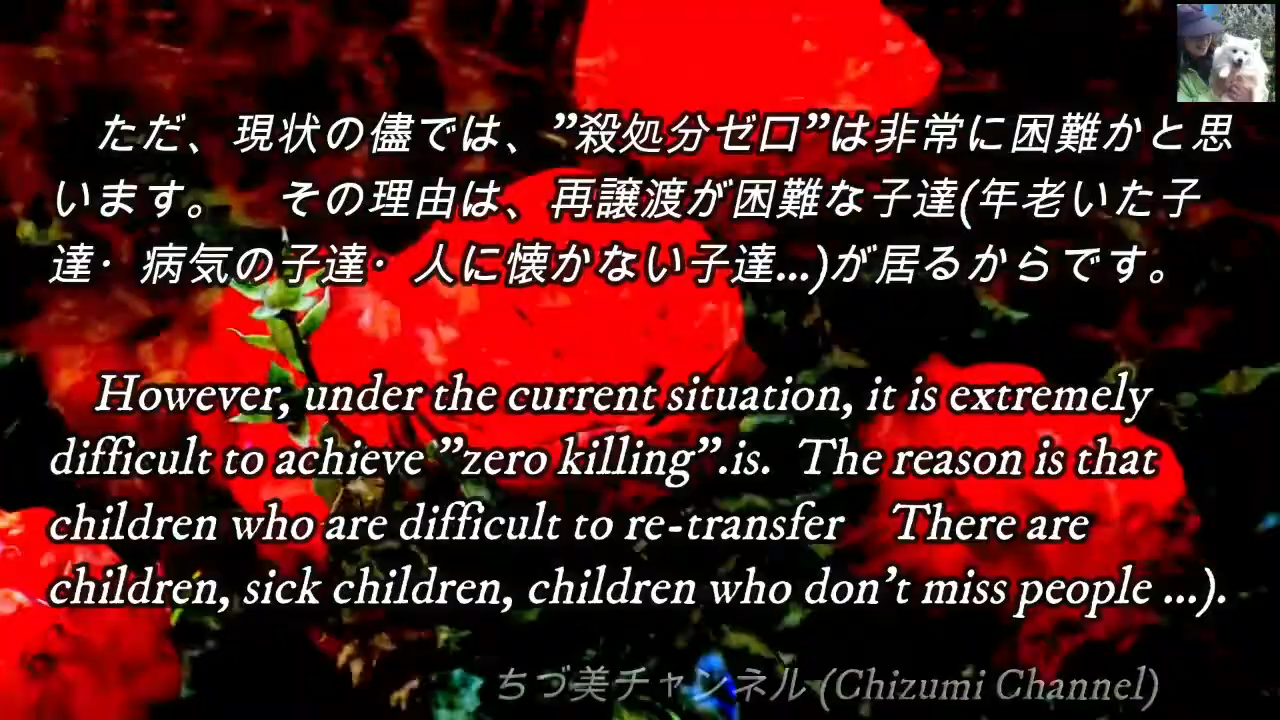 ただ、現状の儘では、”殺処分ゼロ”は非常に困難かと思
います。　その理由は、再譲渡が困難な子達(年老いた子
達･ 病気の子達･ 人に懐かない子達...)が居るからです。
However, under the current situation, it is extremely
difficult to achieve ”zero killing”.is. The reason is that
children who are difficult to re-transfer　There are
children, sick children, children who don't miss people ...).
ちづ美チャンネル (Chizumi Channel)